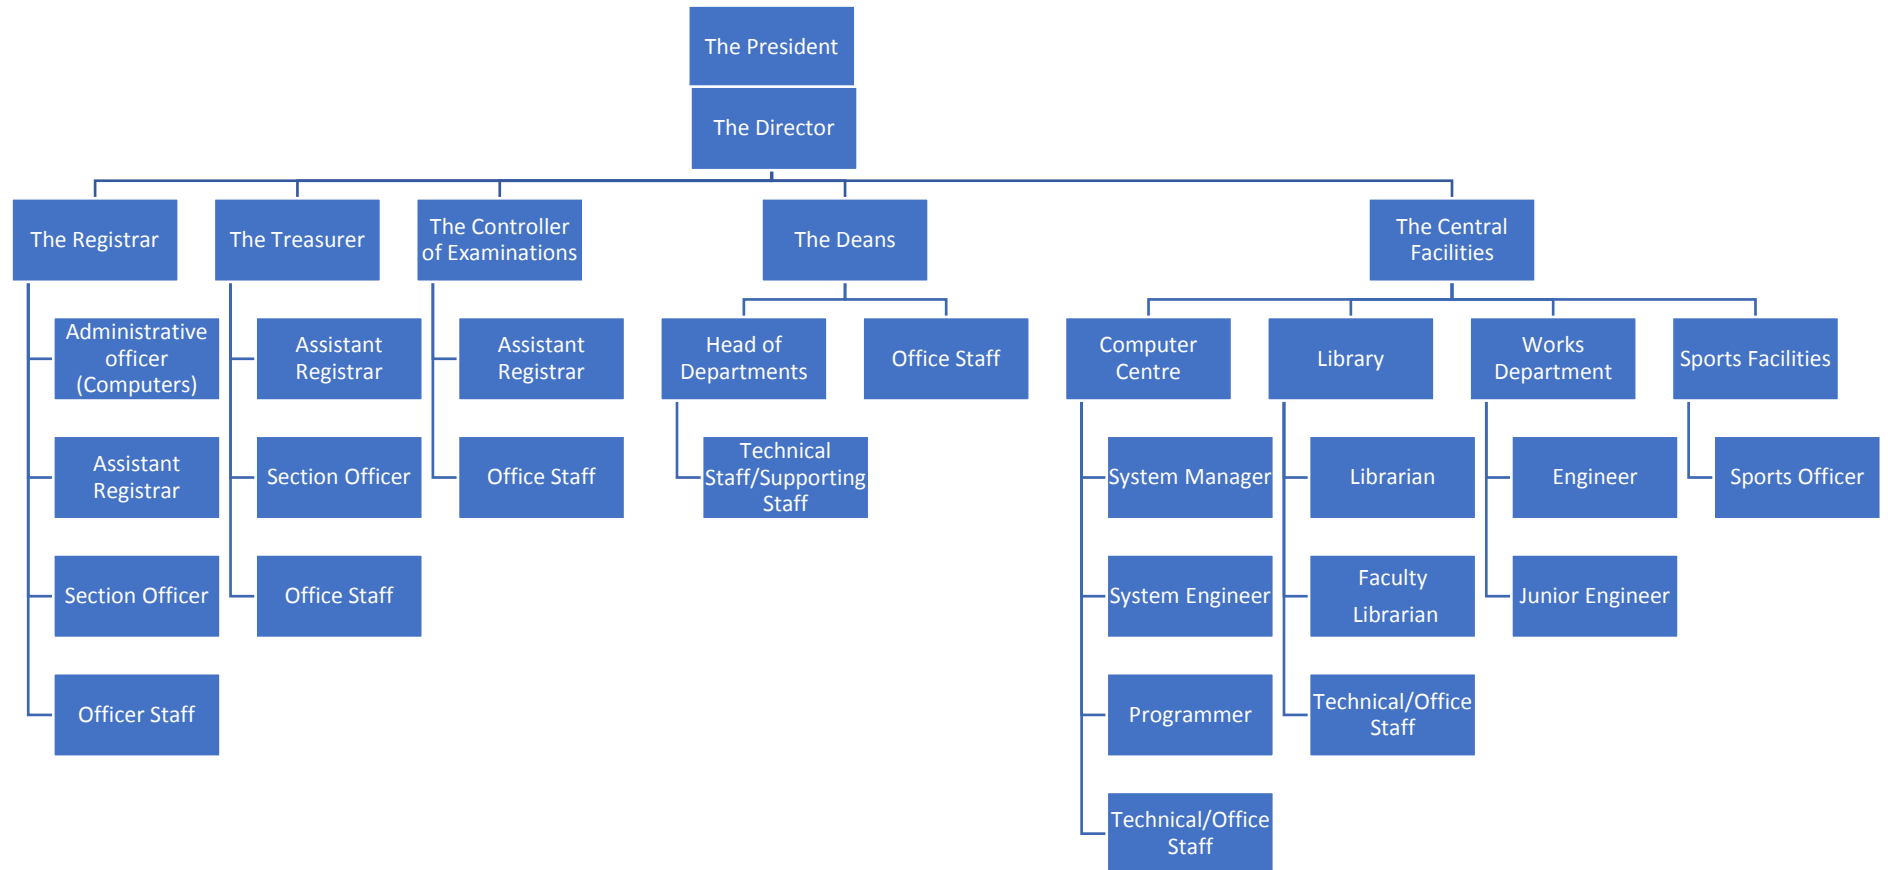 The President
The Director
The Registrar
The Treasurer
The Controller
of Examinations
The Deans
The Central
Facilities
Administrative
officer
(Computers)
Assistant
Registrar
Assistant
Registrar
Head of
Departments
Office Staff
Computer
Centre
Library
Works
Department
Sports Facilities
Assistant
Registrar
Section Officer
Office Staff
Technical
Staff/Supporting
Staff
System Manager
Librarian
Engineer
Sports Officer
Section Officer
Office Staff
System Engineer
Faculty
Librarian
Junior Engineer
Officer Staff
Programmer
Technical/Office
Staff
Technical/Office
Staff